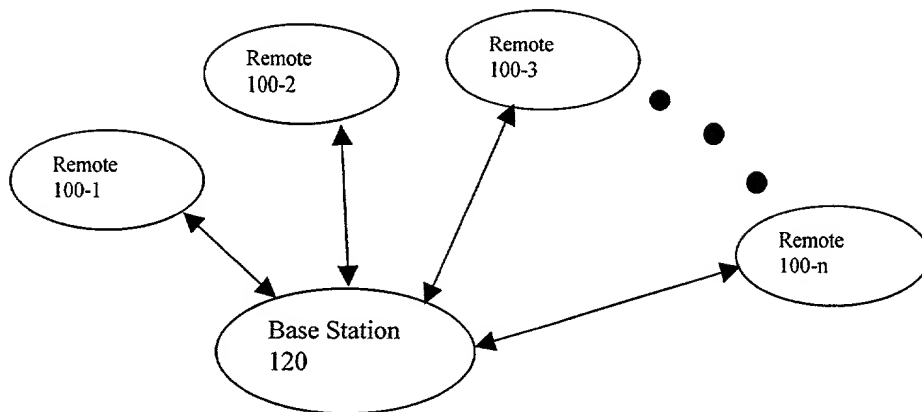 Remote
100-1
Remote
100-2
Remote
100-3
Remote
100-n
Base Station
120